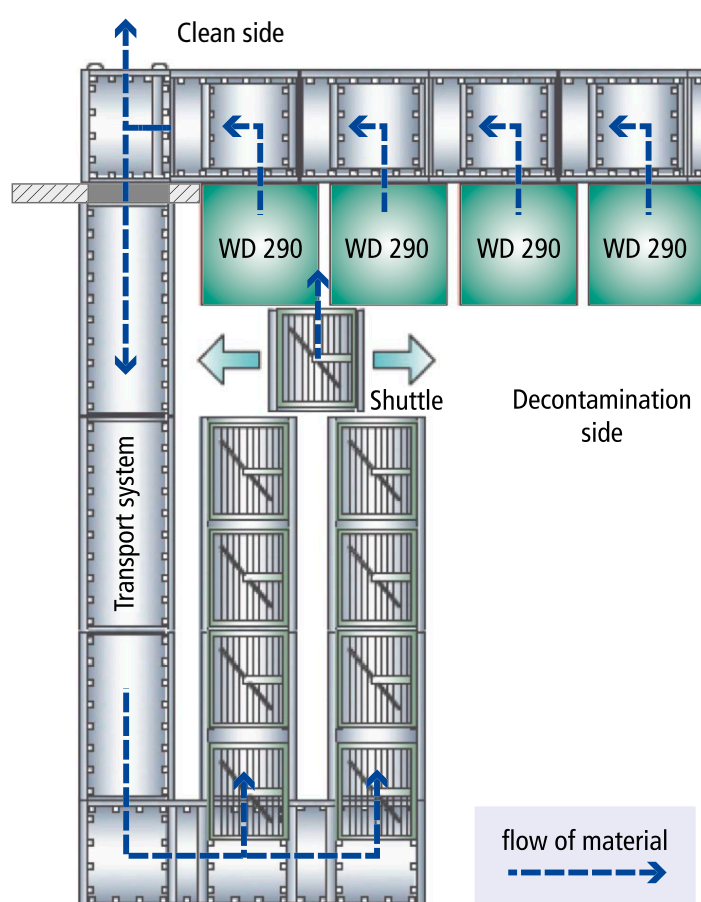 Clean side
WD 290
WD 290
WD 290
WD 290
Shuttle
Decontamination
side
Transport system
flow of material